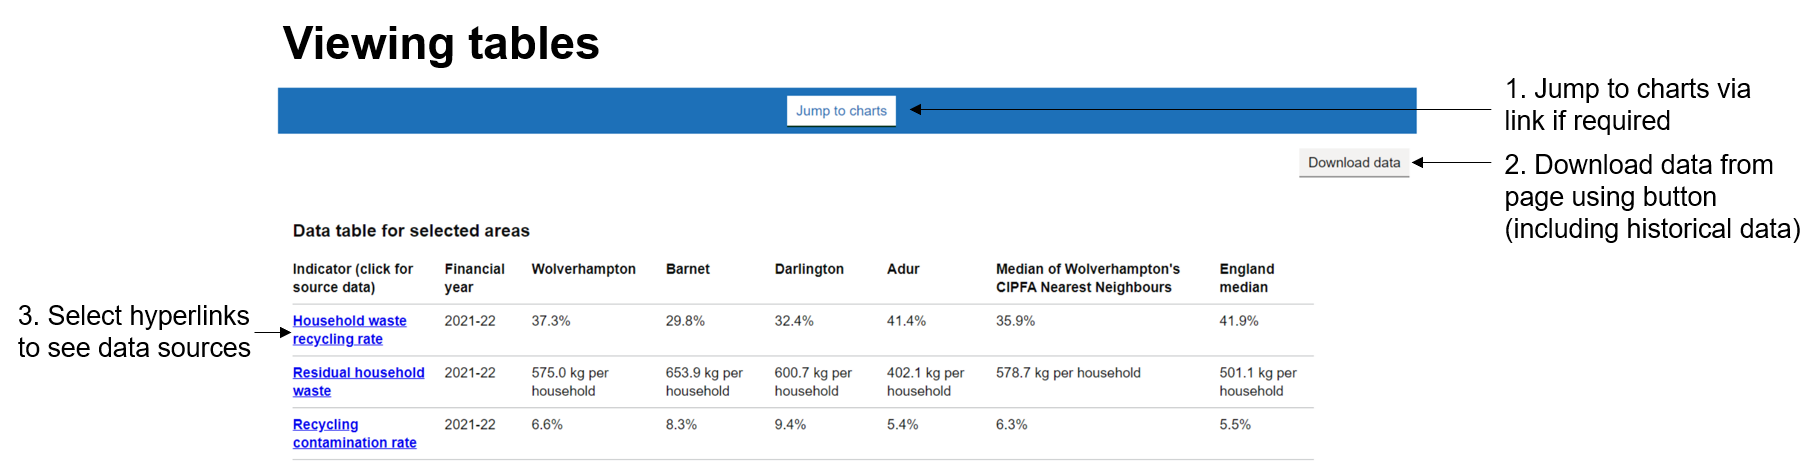 Viewing tables
Jump to charts
1. Jump to charts via
link if required
Download data
2. Download data from
page using button
(including historical data)
Data table for selected areas
Indicator (click for
source data)
Financial
year
Wolverhampton
Barnet
Darlington
Adur
Median of Wolverhampton's
CIPFA Nearest Neighbours
England
median
3. Select hyperlinks
to see data sources
Household waste
recycling rate
2021-22
37.3%
29.8%
32.4%
41.4%
35.9%
41.9%
Residual household
waste
2021-22
575.0 kg per
household
653.9 kg per
household
600.7 kg per
household
402.1 kg per
household
578.7 kg per household
501.1 kg per
household
Recycling
contamination rate
2021-22
6.6%
8.3%
9.4%
5.4%
6.3%
5.5%